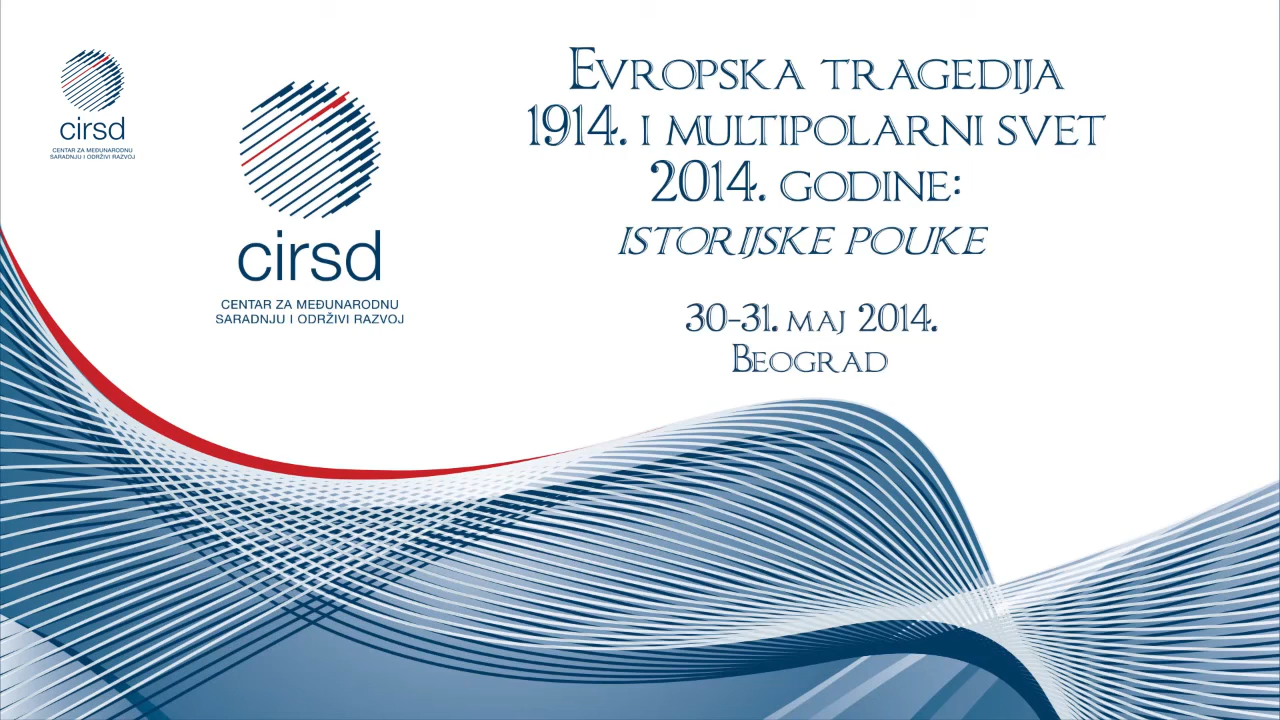 cirsd
CENTAR ZA MEĐUNARODNU
SARADNJU I ODRŽIVI RAZVOJ
cirsd
CENTAR ZA MEĐUNARODNU
SARADNJU I ODRŽIVI RAZVOJ
EVROPSKA TRAGEDIJA
1914. I MULTIPOLARNI SVET
2014. GODINE:
ISTORIJSKE POUKE
30-31. MAJ 2014.
BEOGRAD